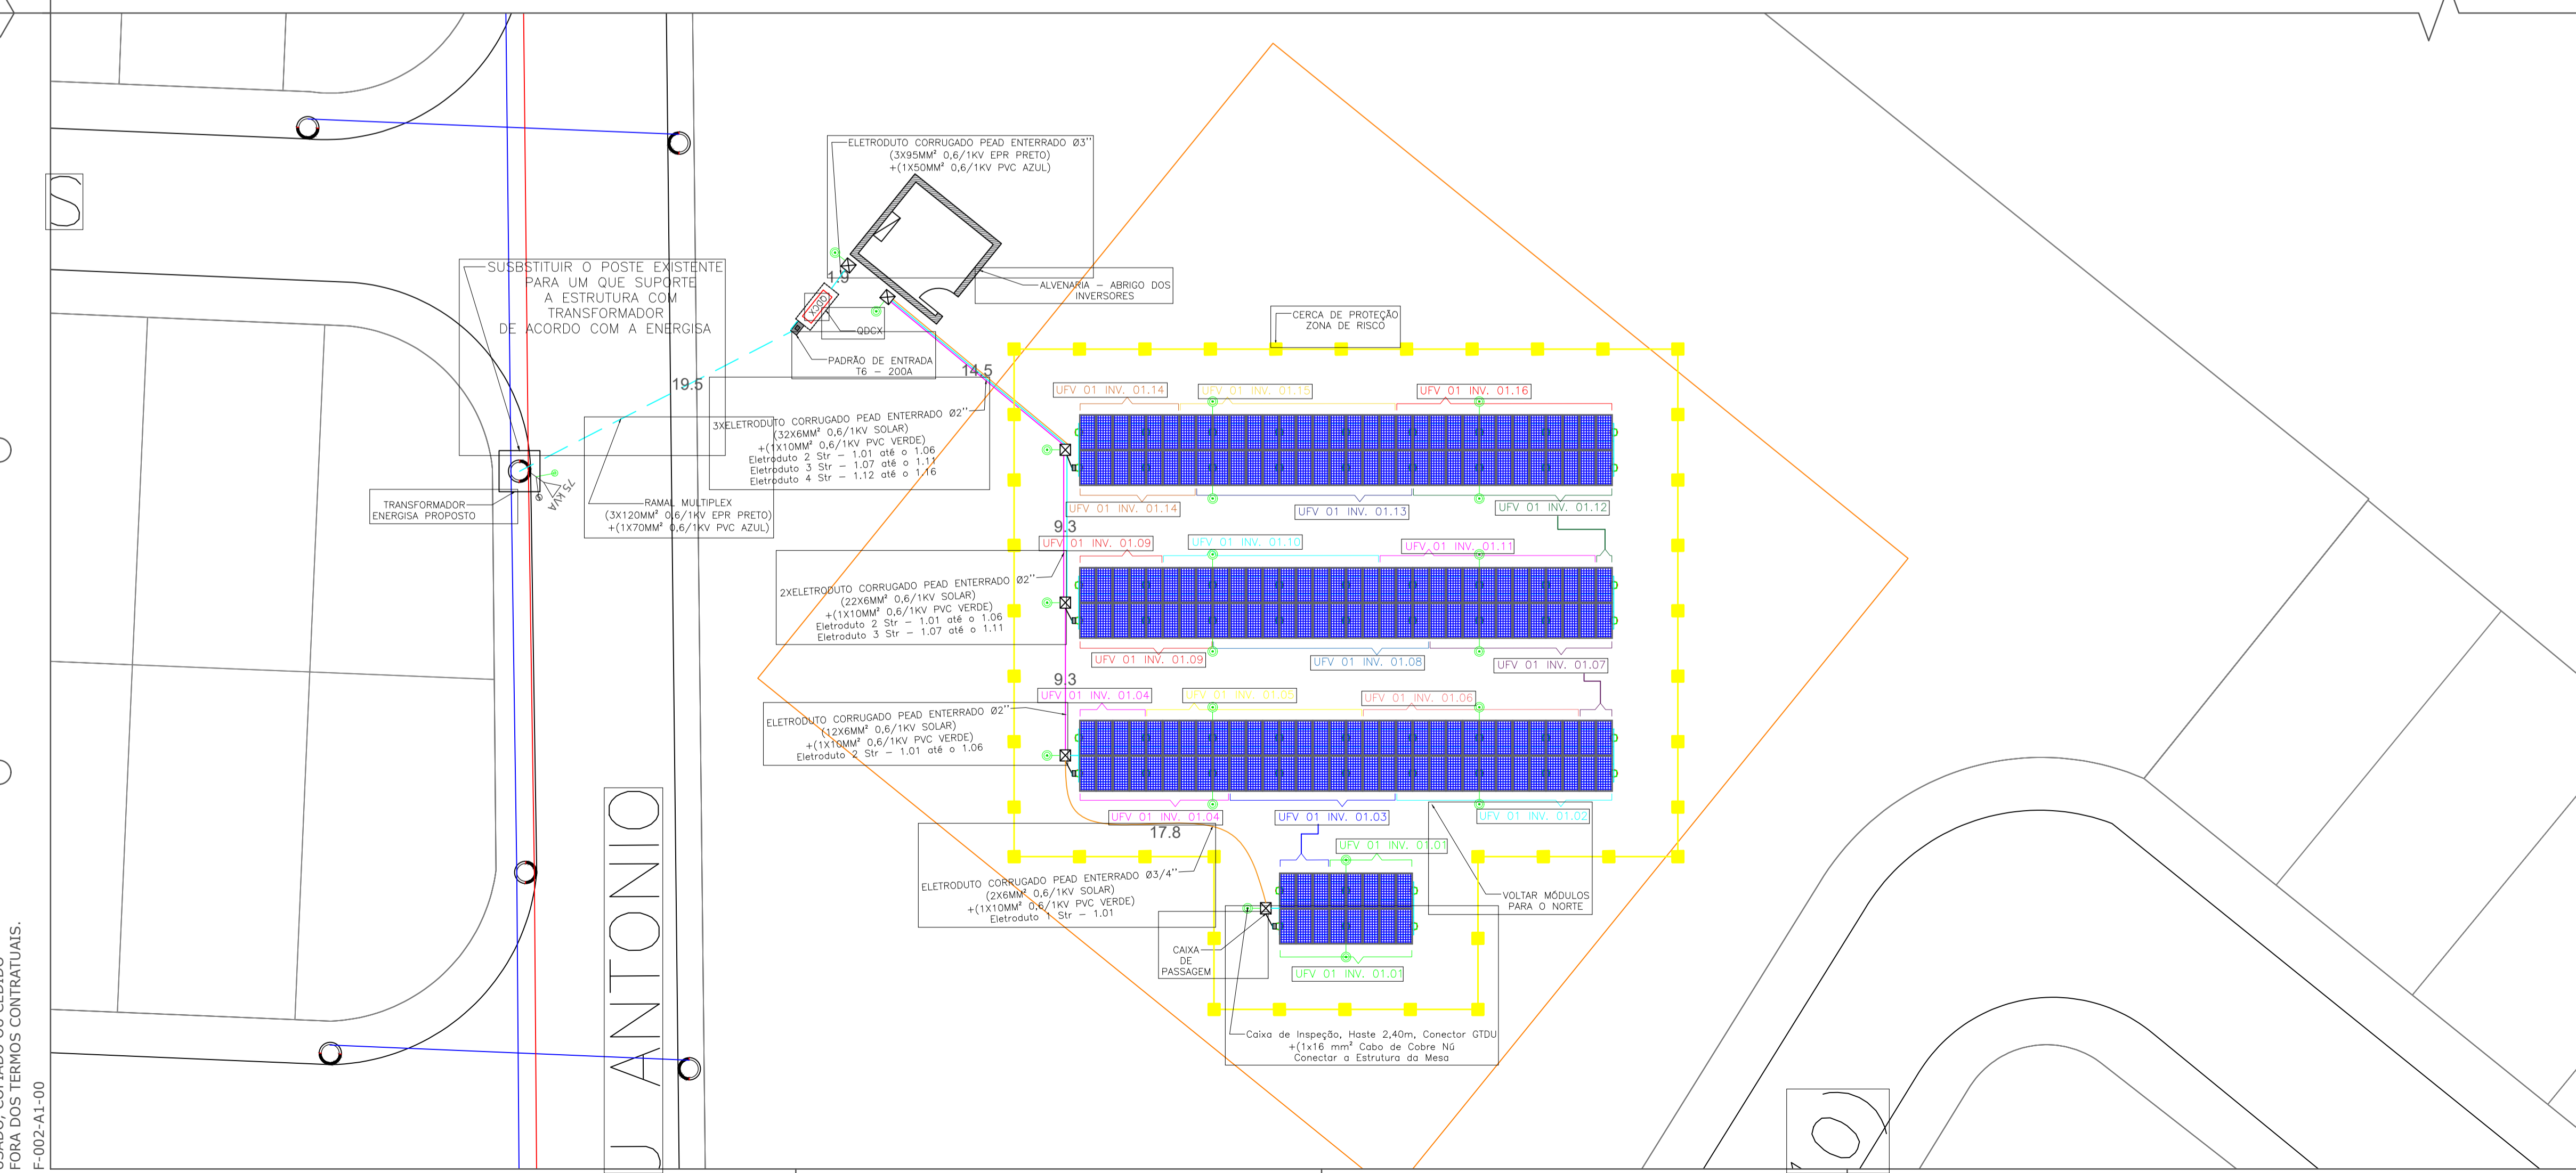 ELETRODUTO CORRUGADO PEAD ENTERRADO Ø3''
(3X95MM² 0,6/1KV EPR PRETO)
+(1X50MM² 0,6/1KV PVC AZUL)
S
SUSBSTITUIR O POSTE EXISTENTE
PARA UM QUE SUPORTE
A ESTRUTURA COM
TRANSFORMADOR
DE ACORDO COM A ENERGISA
1.9
ALVENARIA – ABRIGO DOS
INVERSORES
QDCX
QDCX
PADRÃO DE ENTRADA
T6 – 200A
CERCA DE PROTEÇÃO
ZONA DE RISCO
19.5
14.5
3XELETRODUTO CORRUGADO PEAD ENTERRADO Ø2''
(32X6MM² 0,6/1KV SOLAR)
+(1X10MM² 0,6/1KV PVC VERDE)
Eletroduto 2 Str – 1.01 até o 1.06
Eletroduto 3 Str – 1.07 até o 1.11
Eletroduto 4 Str – 1.12 até o 1.16
75 kVA
TRANSFORMADOR
ENERGISA PROPOSTO
RAMAL MULTIPLEX
(3X120MM² 0,6/1KV EPR PRETO)
+(1X70MM² 0,6/1KV PVC AZUL)
UFV 01 INV. 01.14
UFV 01 INV. 01.15
UFV 01 INV. 01.16
UFV 01 INV. 01.14
UFV 01 INV. 01.13
UFV 01 INV. 01.12
9.3
UFV 01 INV. 01.09
UFV 01 INV. 01.10
UFV 01 INV. 01.11
2XELETRODUTO CORRUGADO PEAD ENTERRADO Ø2''
(22X6MM² 0,6/1KV SOLAR)
+(1X10MM² 0,6/1KV PVC VERDE)
Eletroduto 2 Str – 1.01 até o 1.06
Eletroduto 3 Str – 1.07 até o 1.11
UFV 01 INV. 01.09
UFV 01 INV. 01.08
UFV 01 INV. 01.07
9.3
UFV 01 INV. 01.04
UFV 01 INV. 01.05
UFV 01 INV. 01.06
ELETRODUTO CORRUGADO PEAD ENTERRADO Ø2''
(12X6MM² 0,6/1KV SOLAR)
+(1X10MM² 0,6/1KV PVC VERDE)
Eletroduto 2 Str – 1.01 até o 1.06
UFV 01 INV. 01.04
UFV 01 INV. 01.03
UFV 01 INV. 01.02
17.8
UFV 01 INV. 01.01
ELETRODUTO CORRUGADO PEAD ENTERRADO Ø3/4''
(2X6MM² 0,6/1KV SOLAR)
+(1X10MM² 0,6/1KV PVC VERDE)
Eletroduto 1 Str – 1.01
VOLTAR MÓDULOS
PARA O NORTE
CAIXA
DE
PASSAGEM
UFV 01 INV. 01.01
Caixa de Inspeção, Haste 2,40m, Conector GTDU
+(1x16 mm² Cabo de Cobre Nú
Conectar a Estrutura da Mesa
U ANTONIO
FORA DOS TERMOS CONTRATUAIS.
F-002-A1-00